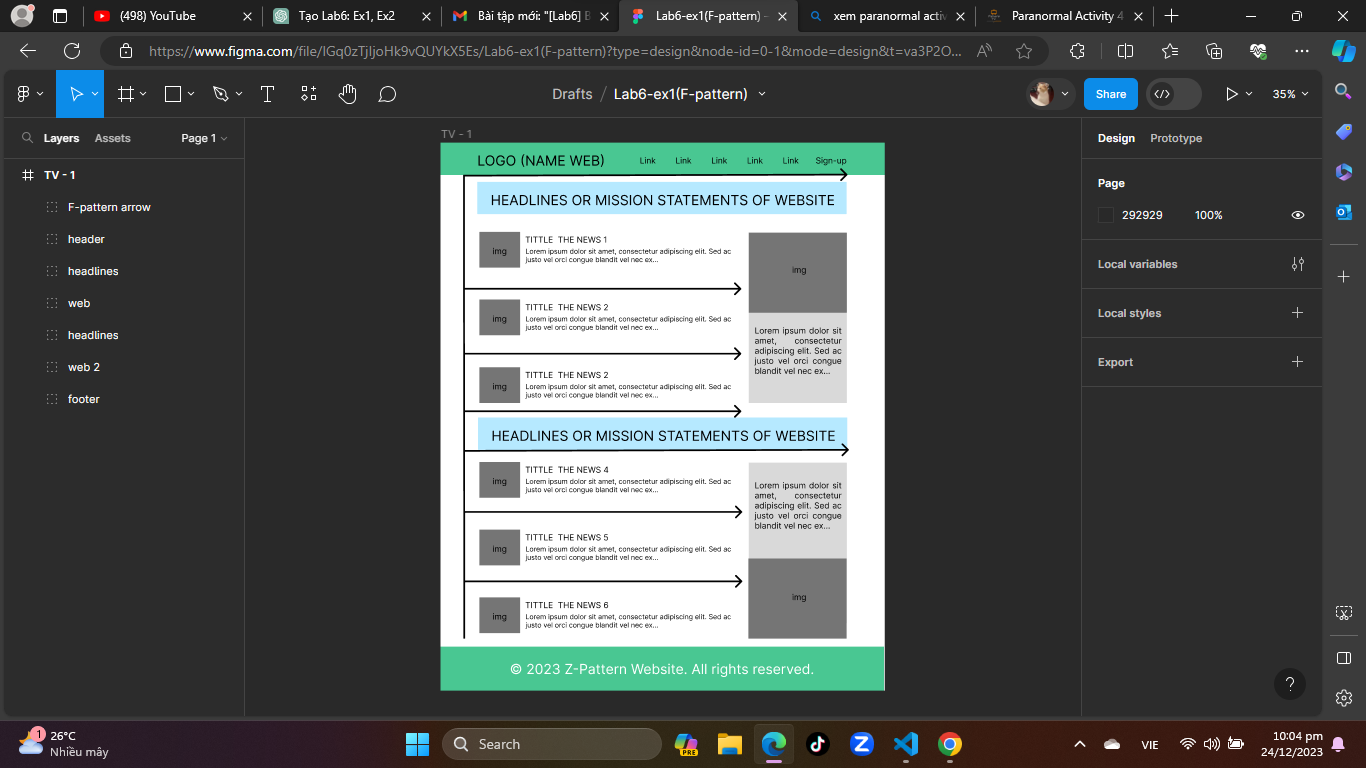 (498) YouTube
Tạo Lab6: Ex1, Ex2
Bài tập mới: "[Lab6] B
Lab6-ex1(F-pattern) –
xem paranormal activ
Paranormal Activity 4
https://www.figma.com/file/IGq0zTjIjoHk9vQUYkX5Es/Lab6-ex1(F-pattern)?type=design&node-id=0-1&mode=design&t=va3P2O...
Drafts / Lab6-ex1(F-pattern)
Share
35%
Layers Assets Page 1
TV - 1
F-pattern arrow
header
headlines
web
headlines
web 2
footer
TV - 1
LOGO (NAME WEB) Link Link Link Link Link Sign-up
HEADLINES OR MISSION STATEMENTS OF WEBSITE
img
TITTLE THE NEWS 1
Lorem ipsum dolor sit amet, consectetur adipiscing elit. Sed ac
justo vel orci congue blandit vel nec ex...
img
TITTLE THE NEWS 2
Lorem ipsum dolor sit amet, consectetur adipiscing elit. Sed ac
justo vel orci congue blandit vel nec ex...
img
TITTLE THE NEWS 2
Lorem ipsum dolor sit amet, consectetur adipiscing elit. Sed ac
justo vel orci congue blandit vel nec ex...
img
Lorem ipsum dolor sit
amet, consectetur
adipiscing elit. Sed ac
justo vel orci congue
blandit vel nec ex...
HEADLINES OR MISSION STATEMENTS OF WEBSITE
img
TITTLE THE NEWS 4
Lorem ipsum dolor sit amet, consectetur adipiscing elit. Sed ac
justo vel orci congue blandit vel nec ex...
img
TITTLE THE NEWS 5
Lorem ipsum dolor sit amet, consectetur adipiscing elit. Sed ac
justo vel orci congue blandit vel nec ex...
img
TITTLE THE NEWS 6
Lorem ipsum dolor sit amet, consectetur adipiscing elit. Sed ac
justo vel orci congue blandit vel nec ex...
Lorem ipsum dolor sit
amet, consectetur
adipiscing elit. Sed ac
justo vel orci congue
blandit vel nec ex...
img
© 2023 Z-Pattern Website. All rights reserved.
Design Prototype
Page
292929 100%
Local variables
Local styles
Export
?
1
26°C
Nhiều mây
Search
PRE
VIE
10:04 pm
24/12/2023